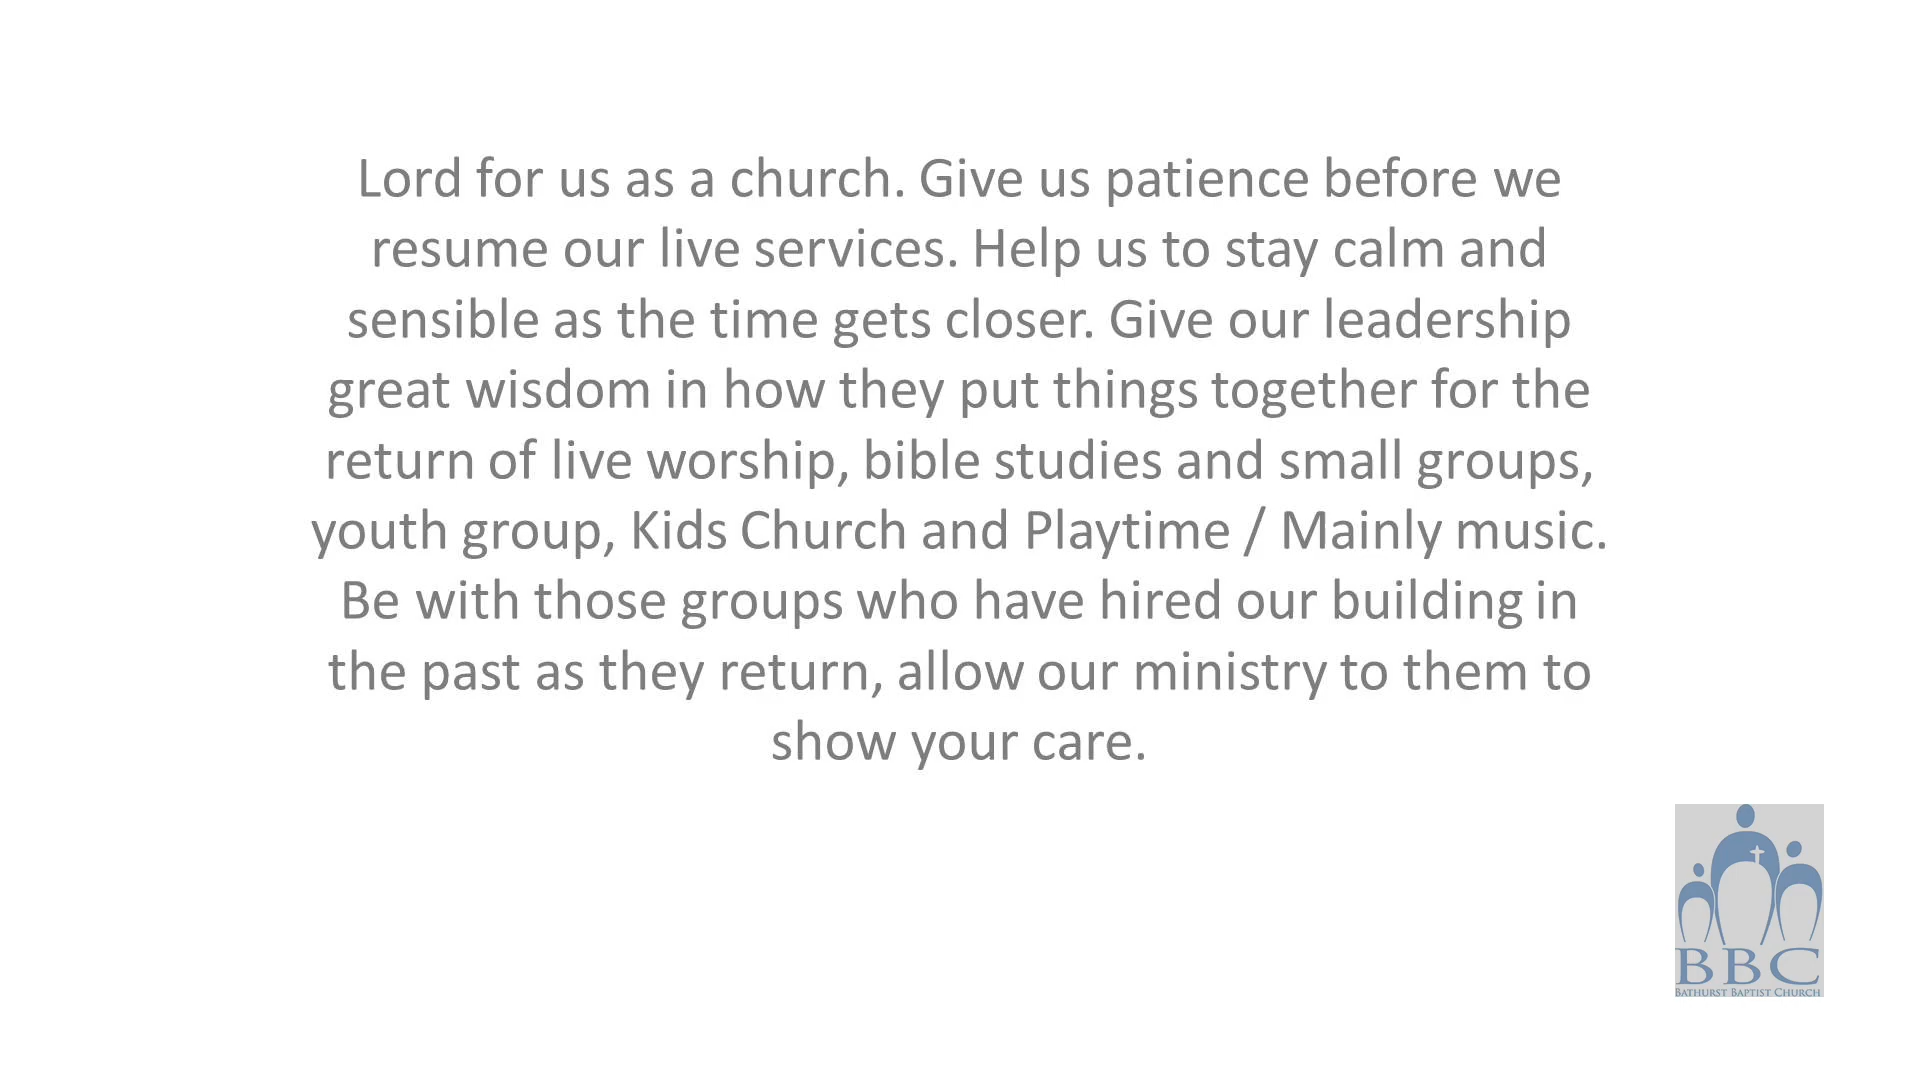 Lord for us as a church. Give us patience before we
resume our live services. Help us to stay calm and
sensible as the time gets closer. Give our leadership
great wisdom in how they put things together for the
return of live worship, bible studies and small groups,
youth group, Kids Church and Playtime / Mainly music.
Be with those groups who have hired our building in
the past as they return, allow our ministry to them to
show your care.
BBC
BATHURST BAPTIST CHURCH